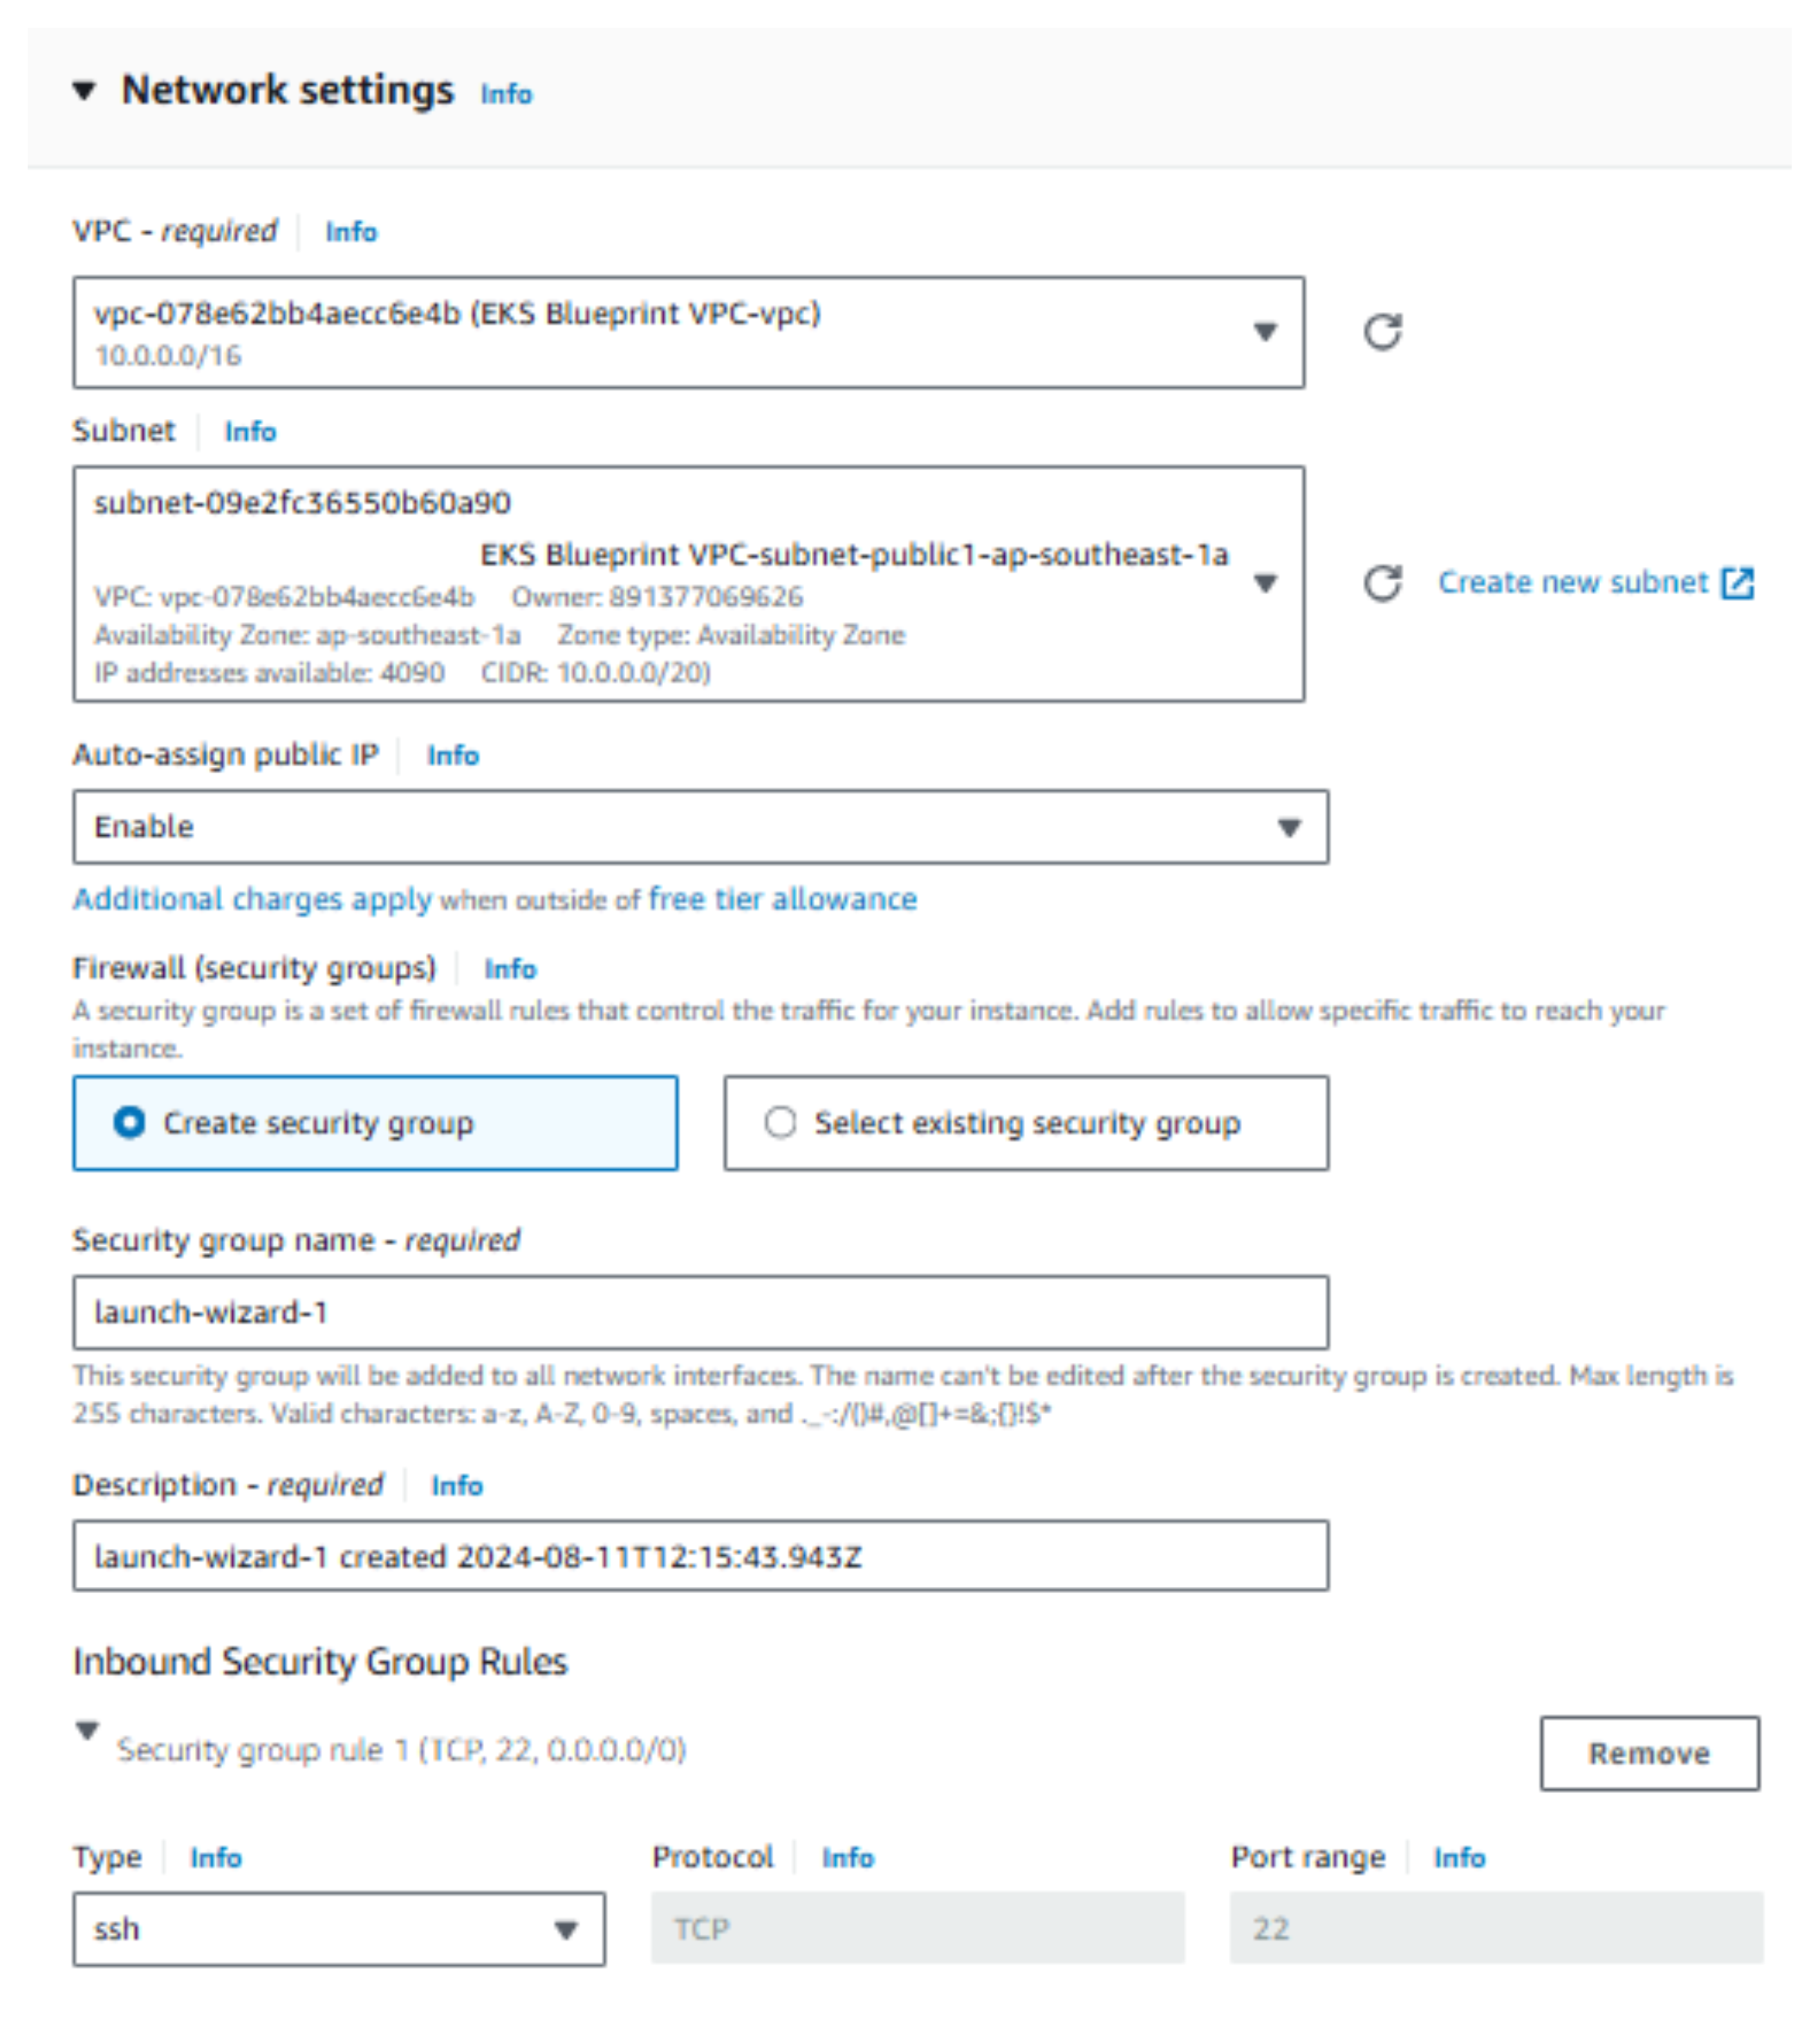 Network settings Info
VPC - required Info
vpc-078e62bb4aecc6e4b (EKS Blueprint VPC-vpc)
10.0.0.0/16
Subnet Info
subnet-09e2fc36550b60a90
EKS Blueprint VPC-subnet-public1-ap-southeast-1a
VPC: vpc-078e62bb4aecc6e4b Owner: 891377069626
Availability Zone: ap-southeast-1a Zone type: Availability Zone
IP addresses available: 4090 CIDR: 10.0.0.0/20)
Create new subnet
Auto-assign public IP Info
Enable
Additional charges apply when outside of free tier allowance
Firewall (security groups) Info
A security group is a set of firewall rules that control the traffic for your instance. Add rules to allow specific traffic to reach your
instance.
Create security group Select existing security group
Security group name - required
launch-wizard-1
This security group will be added to all network interfaces. The name can't be edited after the security group is created. Max length is
255 characters. Valid characters: a-z, A-Z, 0-9, spaces, and ._-:/()#,@[]+=&;{}!$*
Description - required Info
launch-wizard-1 created 2024-08-11T12:15:43.943Z
Inbound Security Group Rules
Security group rule 1 (TCP, 22, 0.0.0.0/0) Remove
Type Info Protocol Info Port range Info
ssh TCP 22